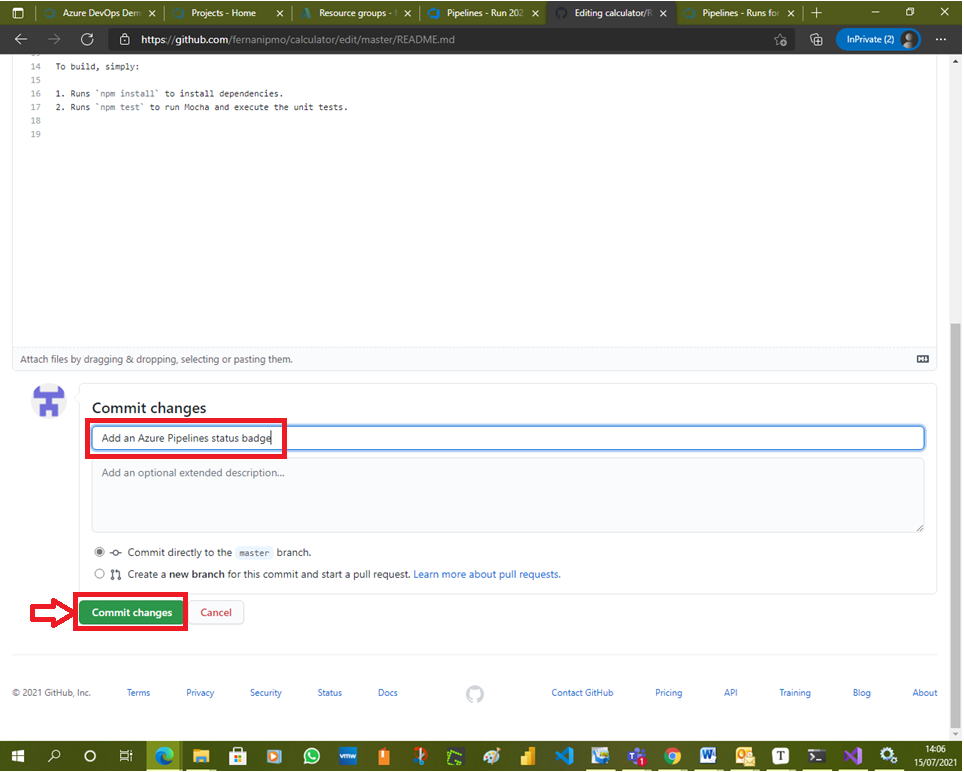 Azure DevOps Dem
Projects - Home
Resource groups -
Pipelines - Run 202
Editing calculator/R
Pipelines - Runs for
https://github.com/fernanipmo/calculator/edit/master/README.md
InPrivate (2)
14 To build, simply:
15
16 1. Runs `npm install` to install dependencies.
17 2. Runs `npm test` to run Mocha and execute the unit tests.
18
19
Attach files by dragging & dropping, selecting or pasting them.
Commit changes
Add an Azure Pipelines status badge
Add an optional extended description...
Commit directly to the master branch.
Create a new branch for this commit and start a pull request. Learn more about pull requests.
Commit changes Cancel
© 2021 GitHub, Inc. Terms Privacy Security Status Docs Contact GitHub Pricing API Training Blog About
vmw
14:06
15/07/2021